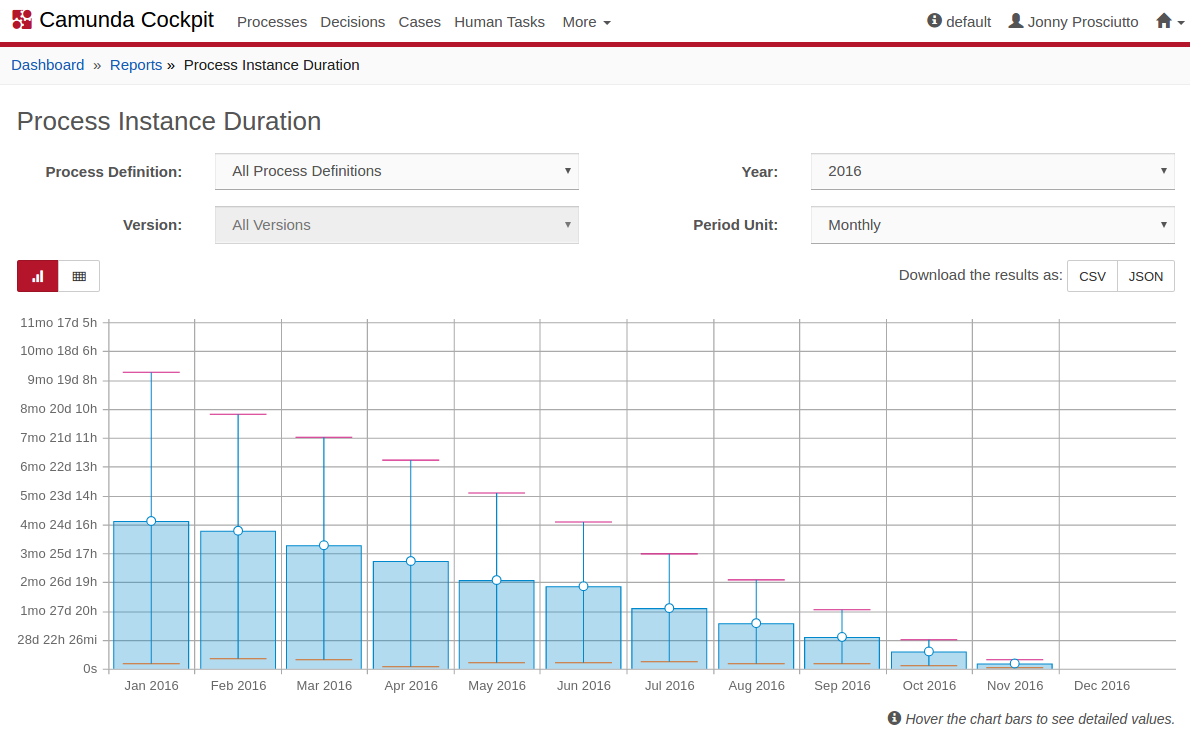 Camunda Cockpit Processes Decisions Cases Human Tasks More default Jonny Prosciutto
Dashboard » Reports » Process Instance Duration
Process Instance Duration
Process Definition: All Process Definitions Year: 2016
Version: All Versions Period Unit: Monthly
Download the results as: CSV JSON
11mo 17d 5h
10mo 18d 6h
9mo 19d 8h
8mo 20d 10h
7mo 21d 11h
6mo 22d 13h
5mo 23d 14h
4mo 24d 16h
3mo 25d 17h
2mo 26d 19h
1mo 27d 20h
28d 22h 26mi
0s
Jan 2016 Feb 2016 Mar 2016 Apr 2016 May 2016 Jun 2016 Jul 2016 Aug 2016 Sep 2016 Oct 2016 Nov 2016 Dec 2016
Hover the chart bars to see detailed values.